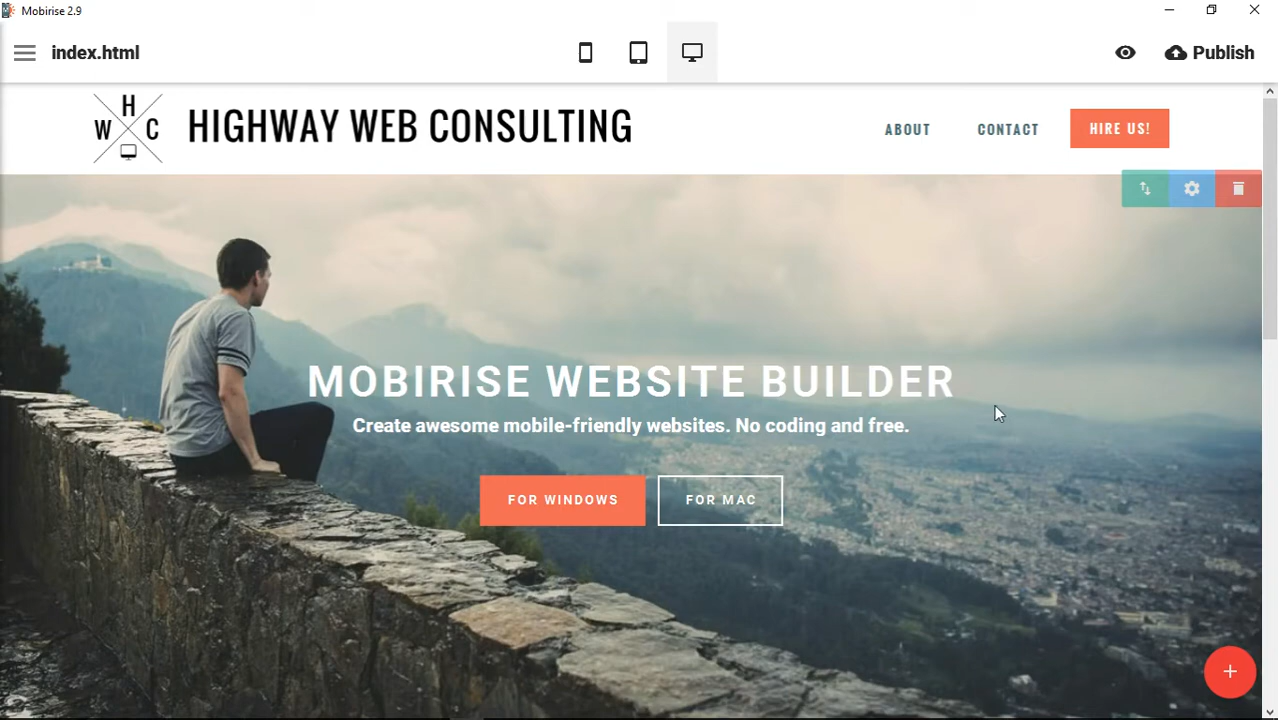 Mobirise 2.9
index.html
Publish
H
W C
HIGHWAY WEB CONSULTING
ABOUT CONTACT HIRE US!
MOBIRISE WEBSITE BUILDER
Create awesome mobile-friendly websites. No coding and free.
FOR WINDOWS FOR MAC